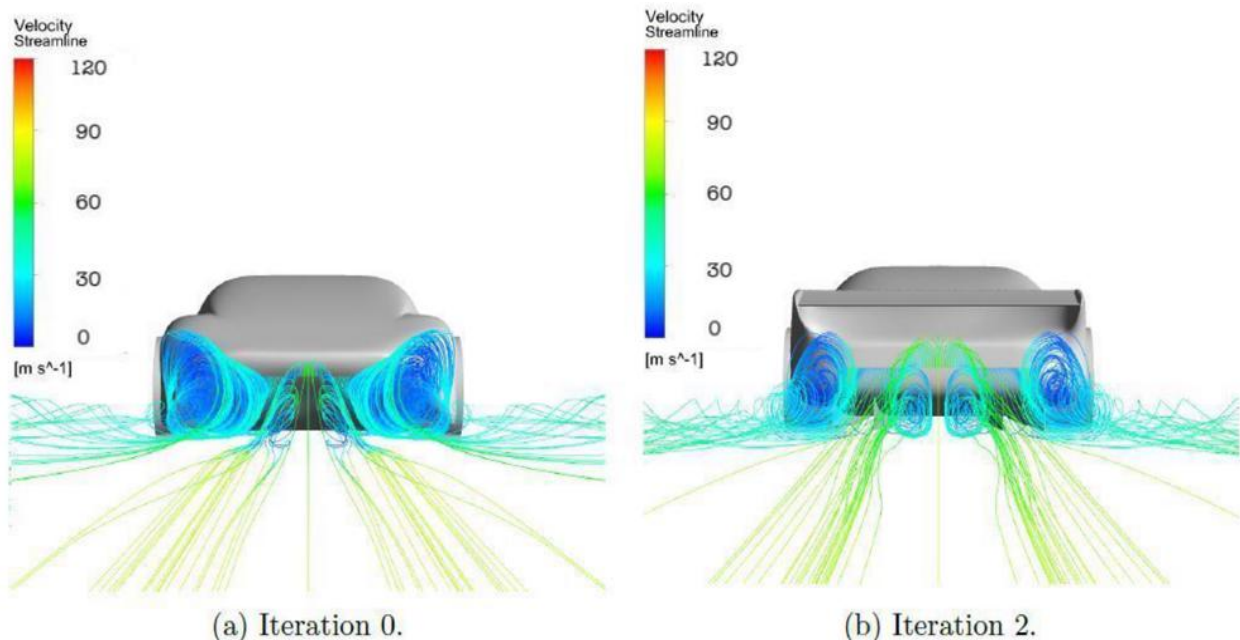 Velocity
Streamline
120
90
60
30
0
[m s^-1]
(a) Iteration 0.
Velocity
Streamline
120
90
60
30
0
[m s^-1]
(b) Iteration 2.